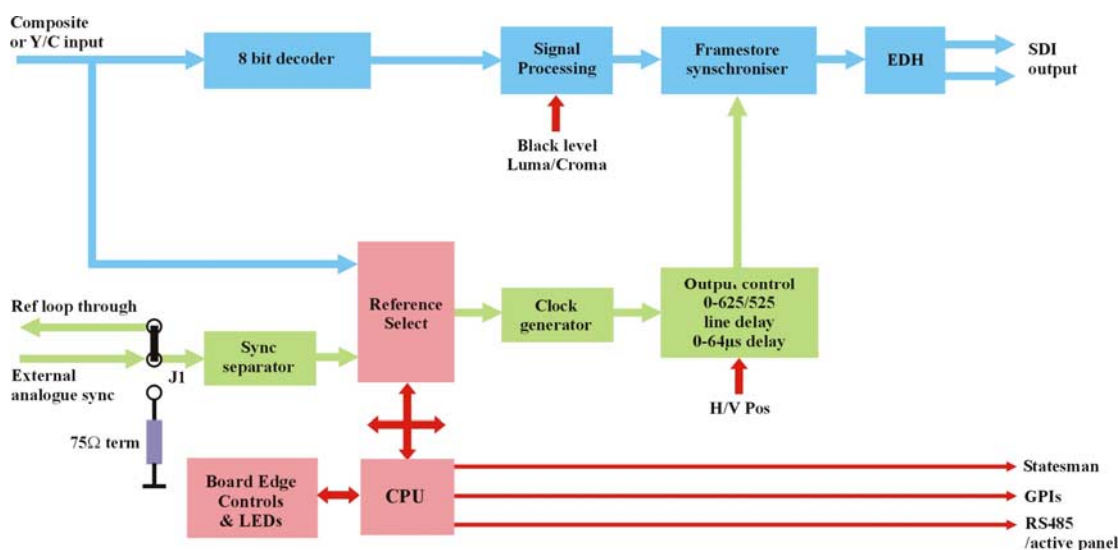 Composite
or Y/C input
8 bit decoder
Signal
Processing
Framestore
synschroniser
EDH
SDI
output
Black level
Luma/Croma
Ref loop through
External
analogue sync
J1
75Ω term
Sync
separator
Reference
Select
Clock
generator
Output control
0-625/525
line delay
0-64µs delay
H/V Pos
Board Edge
Controls
& LEDs
CPU
Statesman
GPIs
RS485
/active panel